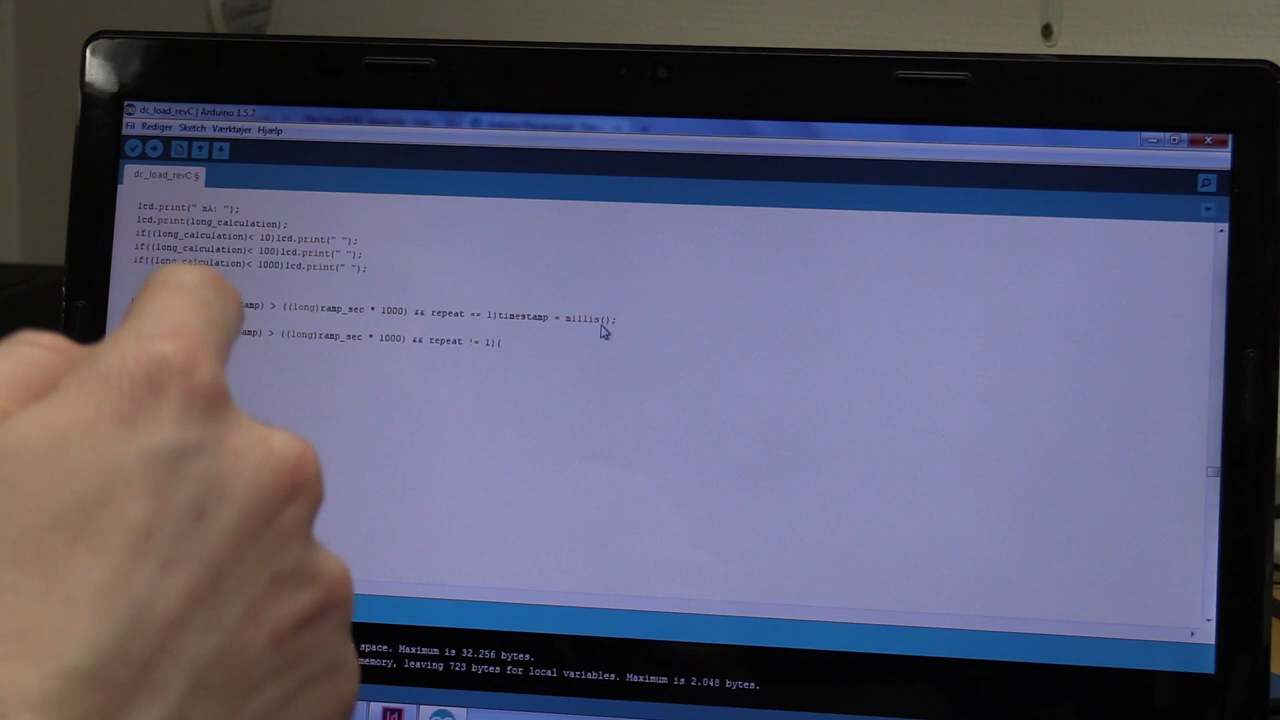 dc_load_revC | Arduino 1.5.7
Fil Rediger Sketch Værktøjer Hjælp
dc_load_revC §
lcd.print(" mA: ");
lcd.print(long_calculation);
if((long_calculation)< 10)lcd.print(" ");
if((long_calculation)< 100)lcd.print(" ");
if((long_calculation)< 1000)lcd.print(" ");
> ((long)ramp_sec * 1000) && repeat == 1)timestamp = millis();
> ((long)ramp_sec * 1000) && repeat != 1){
space. Maximum is 32.256 bytes.
memory, leaving 723 bytes for local variables. Maximum is 2.048 bytes.
Id